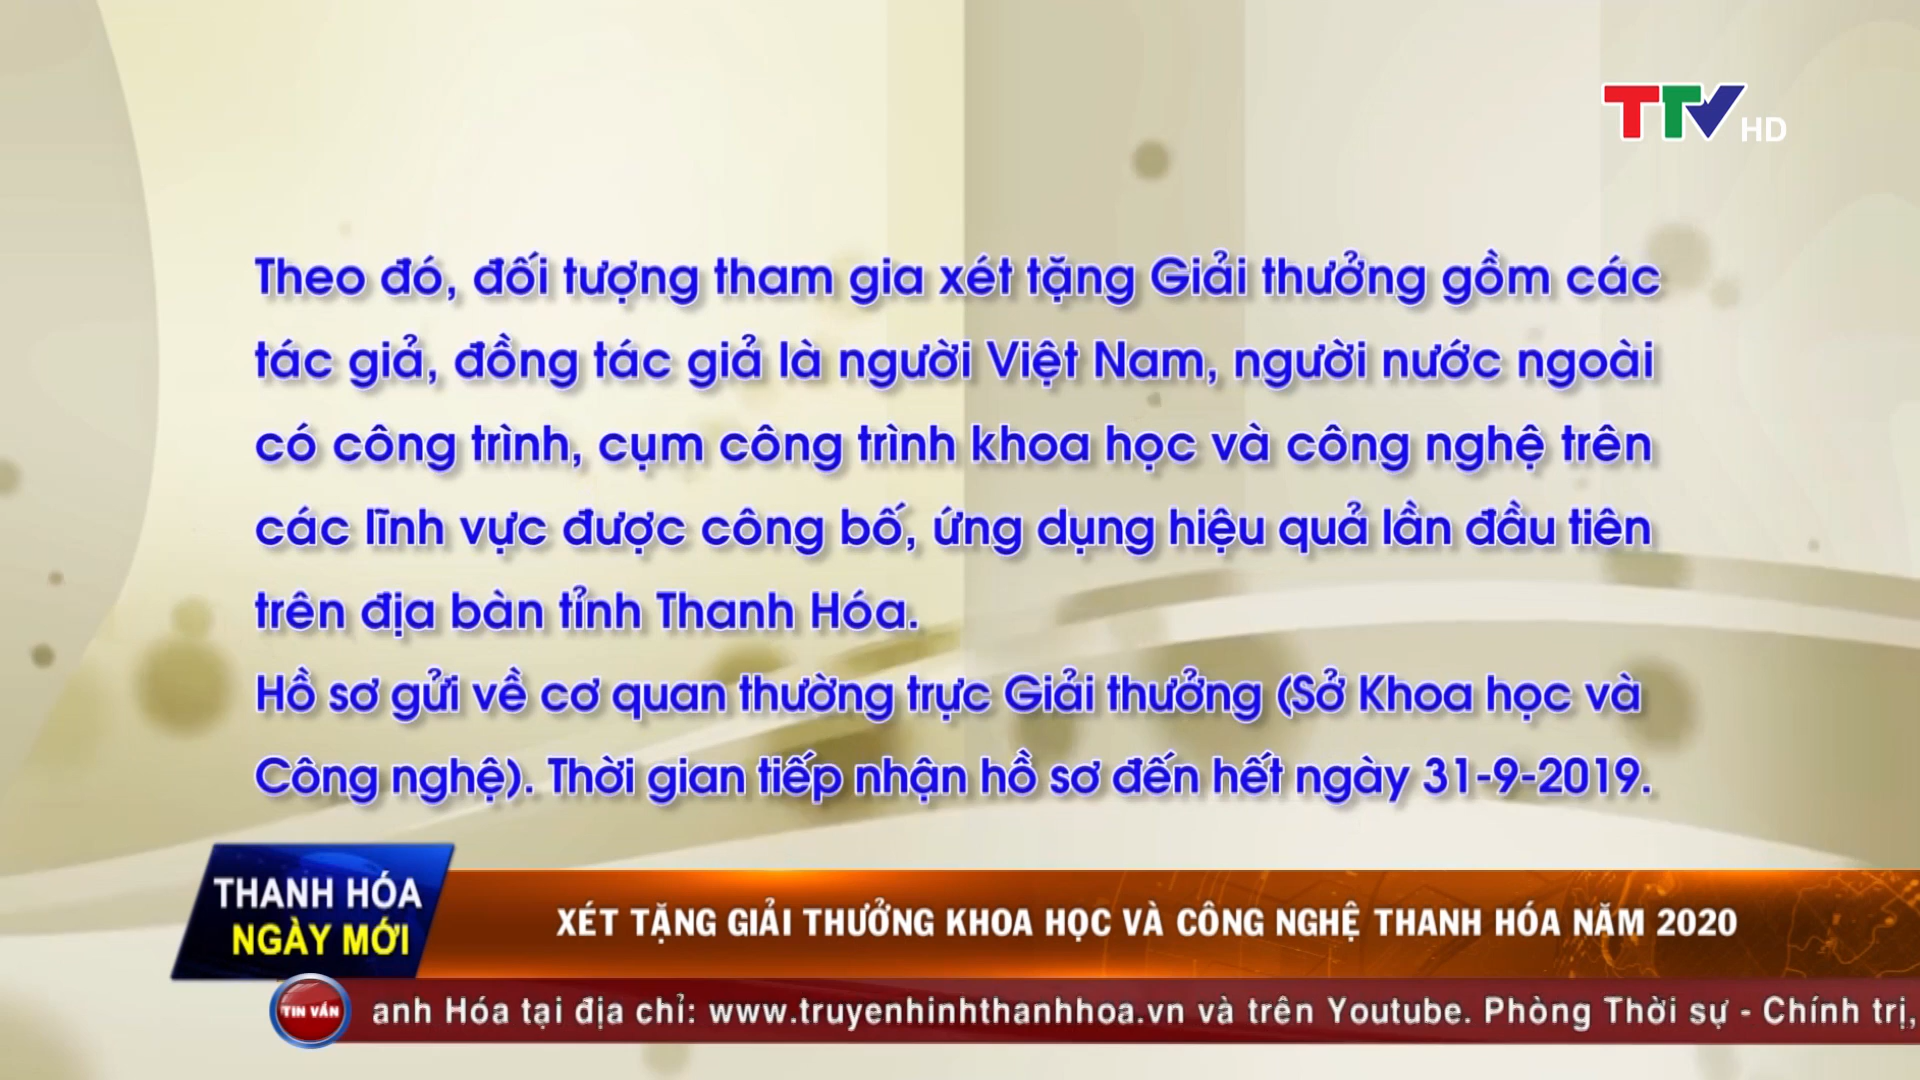 TTV HD
Theo đó, đối tượng tham gia xét tặng Giải thưởng gồm các
tác giả, đồng tác giả là người Việt Nam, người nước ngoài
có công trình, cụm công trình khoa học và công nghệ trên
các lĩnh vực được công bố, ứng dụng hiệu quả lần đầu tiên
trên địa bàn tỉnh Thanh Hóa.
Hồ sơ gửi về cơ quan thường trực Giải thưởng (Sở Khoa học và
Công nghệ). Thời gian tiếp nhận hồ sơ đến hết ngày 31-9-2019.
THANH HÓA
NGÀY MỚI
XÉT TẶNG GIẢI THƯỞNG KHOA HỌC VÀ CÔNG NGHỆ THANH HÓA NĂM 2020
TIN VẮN
anh Hóa tại địa chỉ: www.truyenhinhthanhhoa.vn và trên Youtube. Phòng Thời sự - Chính trị,